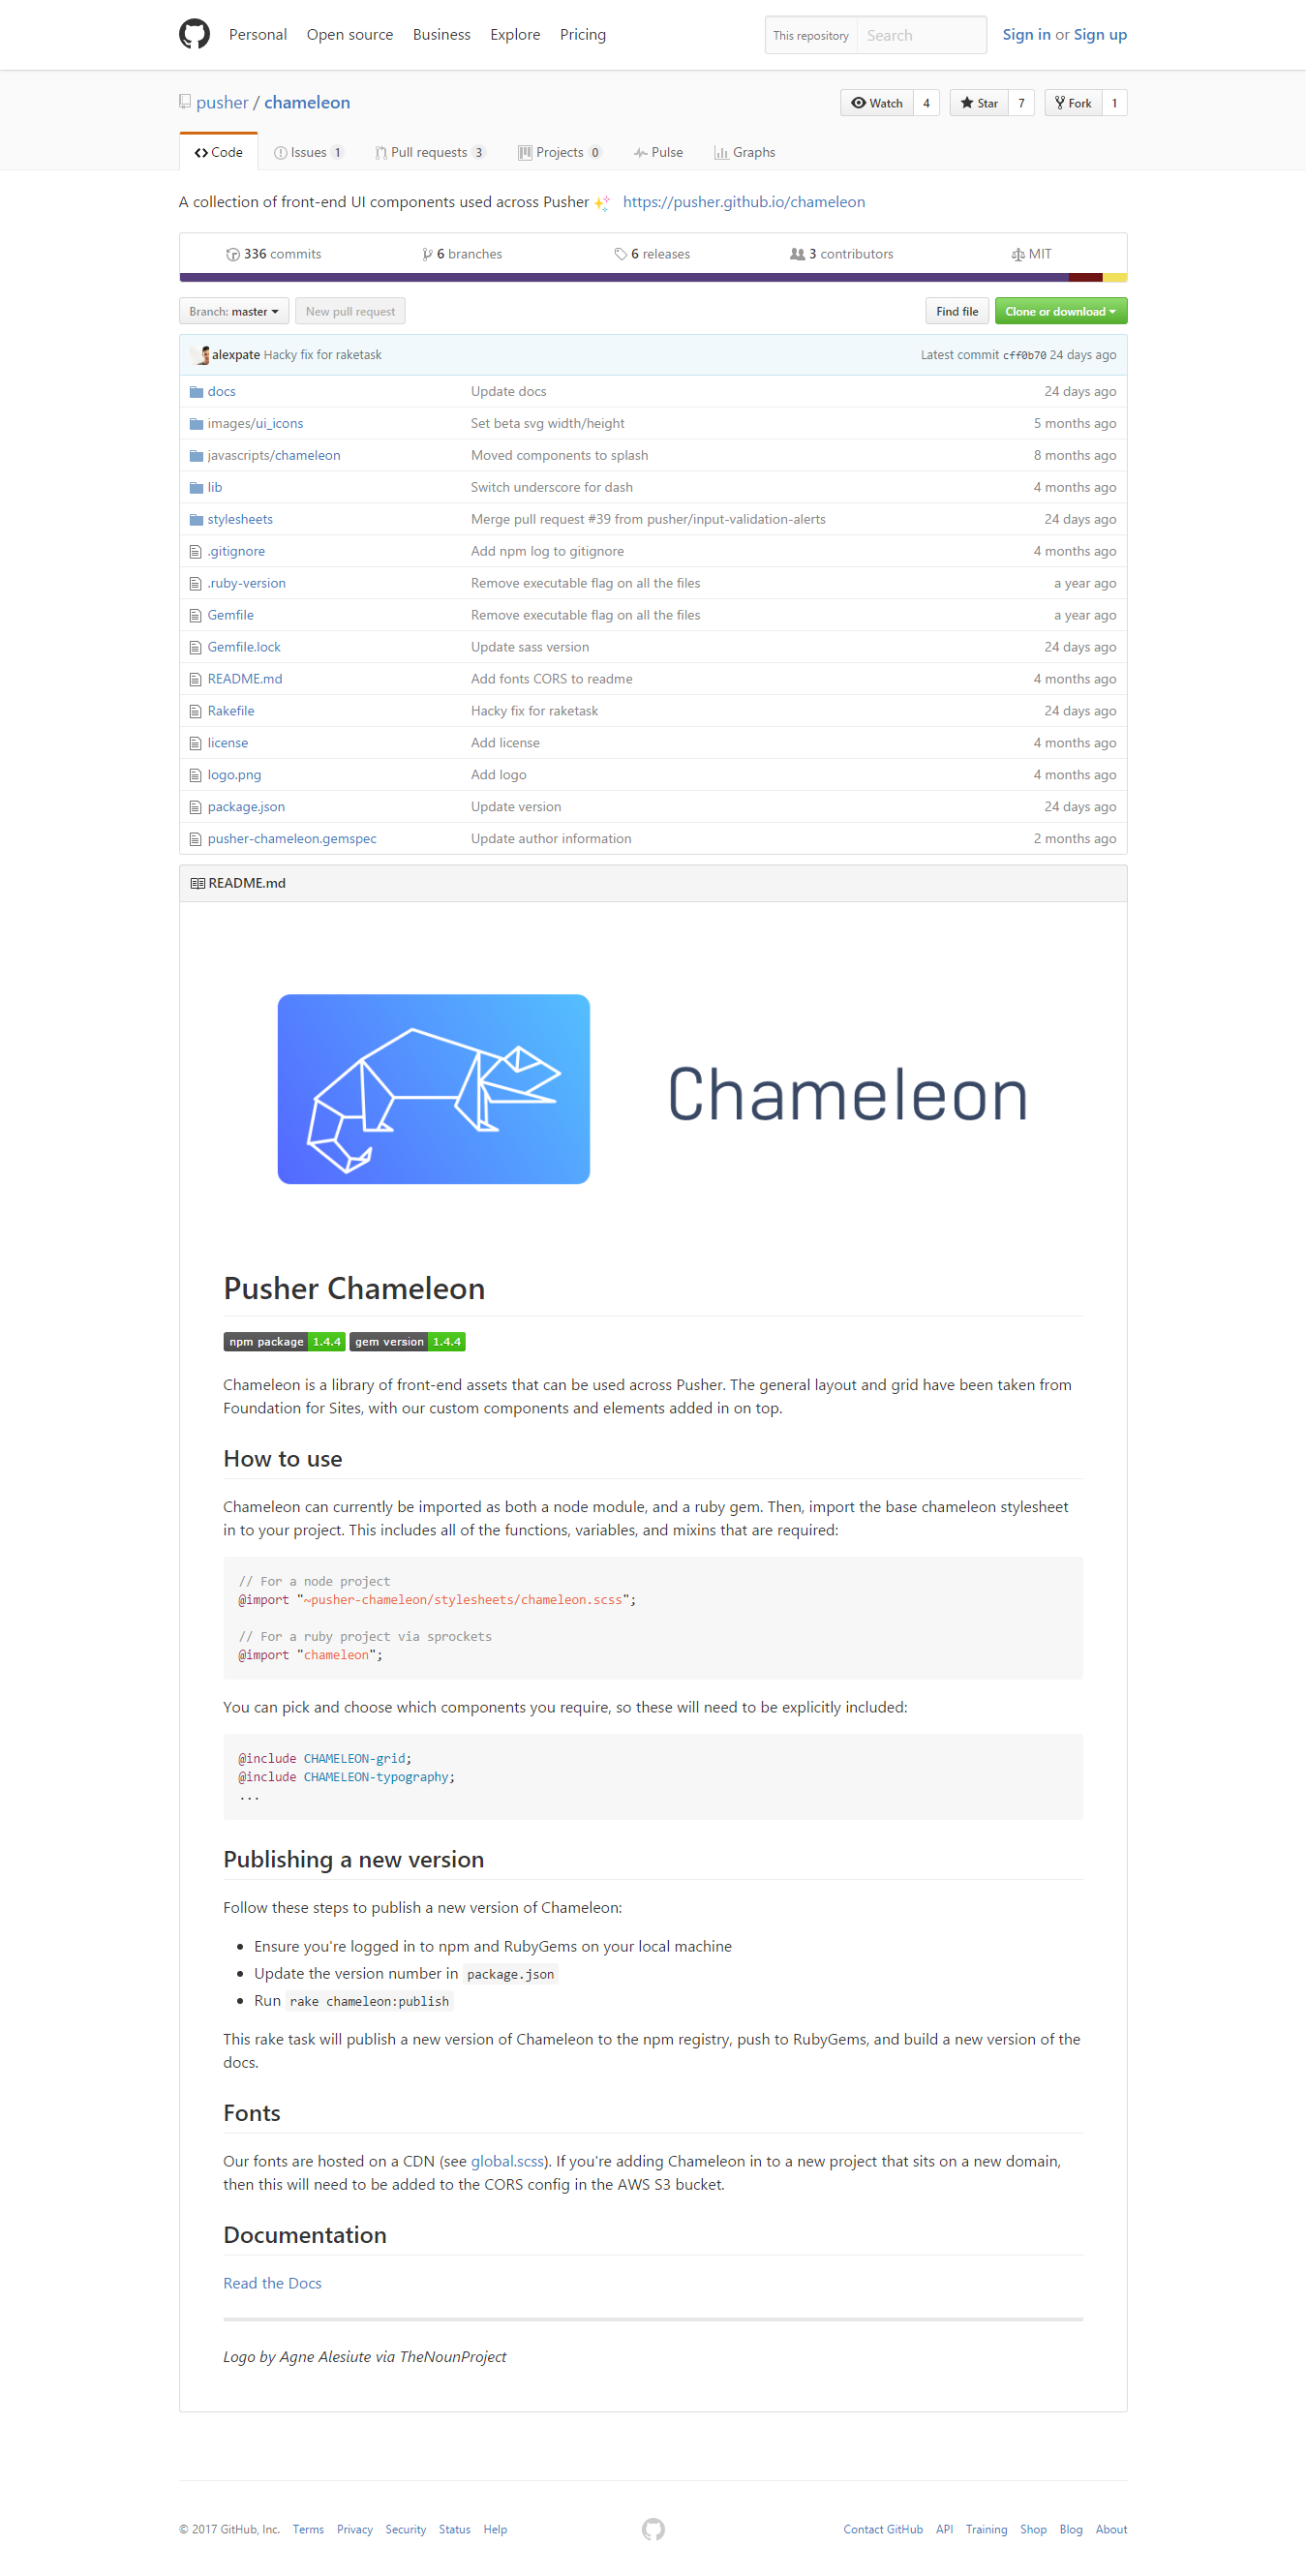 Personal Open source Business Explore Pricing This repository Search Sign in or Sign up
pusher / chameleon Watch 4 Star 7 Fork 1
Code Issues 1 Pull requests 3 Projects 0 Pulse Graphs
A collection of front-end UI components used across Pusher ✨ https://pusher.github.io/chameleon
336 commits 6 branches 6 releases 3 contributors MIT
Branch: master New pull request Find file Clone or download
alexpate Hacky fix for raketask Latest commit cff0b70 24 days ago
docs Update docs 24 days ago
images/ui_icons Set beta svg width/height 5 months ago
javascripts/chameleon Moved components to splash 8 months ago
lib Switch underscore for dash 4 months ago
stylesheets Merge pull request #39 from pusher/input-validation-alerts 24 days ago
.gitignore Add npm log to gitignore 4 months ago
.ruby-version Remove executable flag on all the files a year ago
Gemfile Remove executable flag on all the files a year ago
Gemfile.lock Update sass version 24 days ago
README.md Add fonts CORS to readme 4 months ago
Rakefile Hacky fix for raketask 24 days ago
license Add license 4 months ago
logo.png Add logo 4 months ago
package.json Update version 24 days ago
pusher-chameleon.gemspec Update author information 2 months ago
README.md
Chameleon
Pusher Chameleon
npm package 1.4.4 gem version 1.4.4
Chameleon is a library of front-end assets that can be used across Pusher. The general layout and grid have been taken from
Foundation for Sites, with our custom components and elements added in on top.
How to use
Chameleon can currently be imported as both a node module, and a ruby gem. Then, import the base chameleon stylesheet
in to your project. This includes all of the functions, variables, and mixins that are required:
// For a node project
@import "~pusher-chameleon/stylesheets/chameleon.scss";
// For a ruby project via sprockets
@import "chameleon";
You can pick and choose which components you require, so these will need to be explicitly included:
@include CHAMELEON-grid;
@include CHAMELEON-typography;
...
Publishing a new version
Follow these steps to publish a new version of Chameleon:
• Ensure you're logged in to npm and RubyGems on your local machine
• Update the version number in package.json
• Run rake chameleon:publish
This rake task will publish a new version of Chameleon to the npm registry, push to RubyGems, and build a new version of the
docs.
Fonts
Our fonts are hosted on a CDN (see global.scss). If you're adding Chameleon in to a new project that sits on a new domain,
then this will need to be added to the CORS config in the AWS S3 bucket.
Documentation
Read the Docs
Logo by Agne Alesiute via TheNounProject
© 2017 GitHub, Inc. Terms Privacy Security Status Help Contact GitHub API Training Shop Blog About